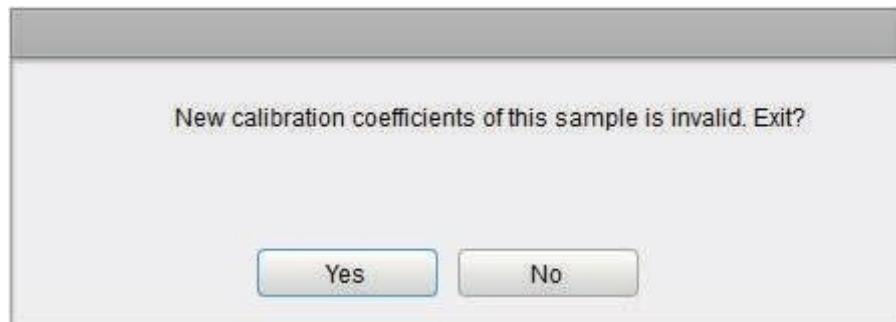 New calibration coefficients of this sample is invalid. Exit?
Yes
No